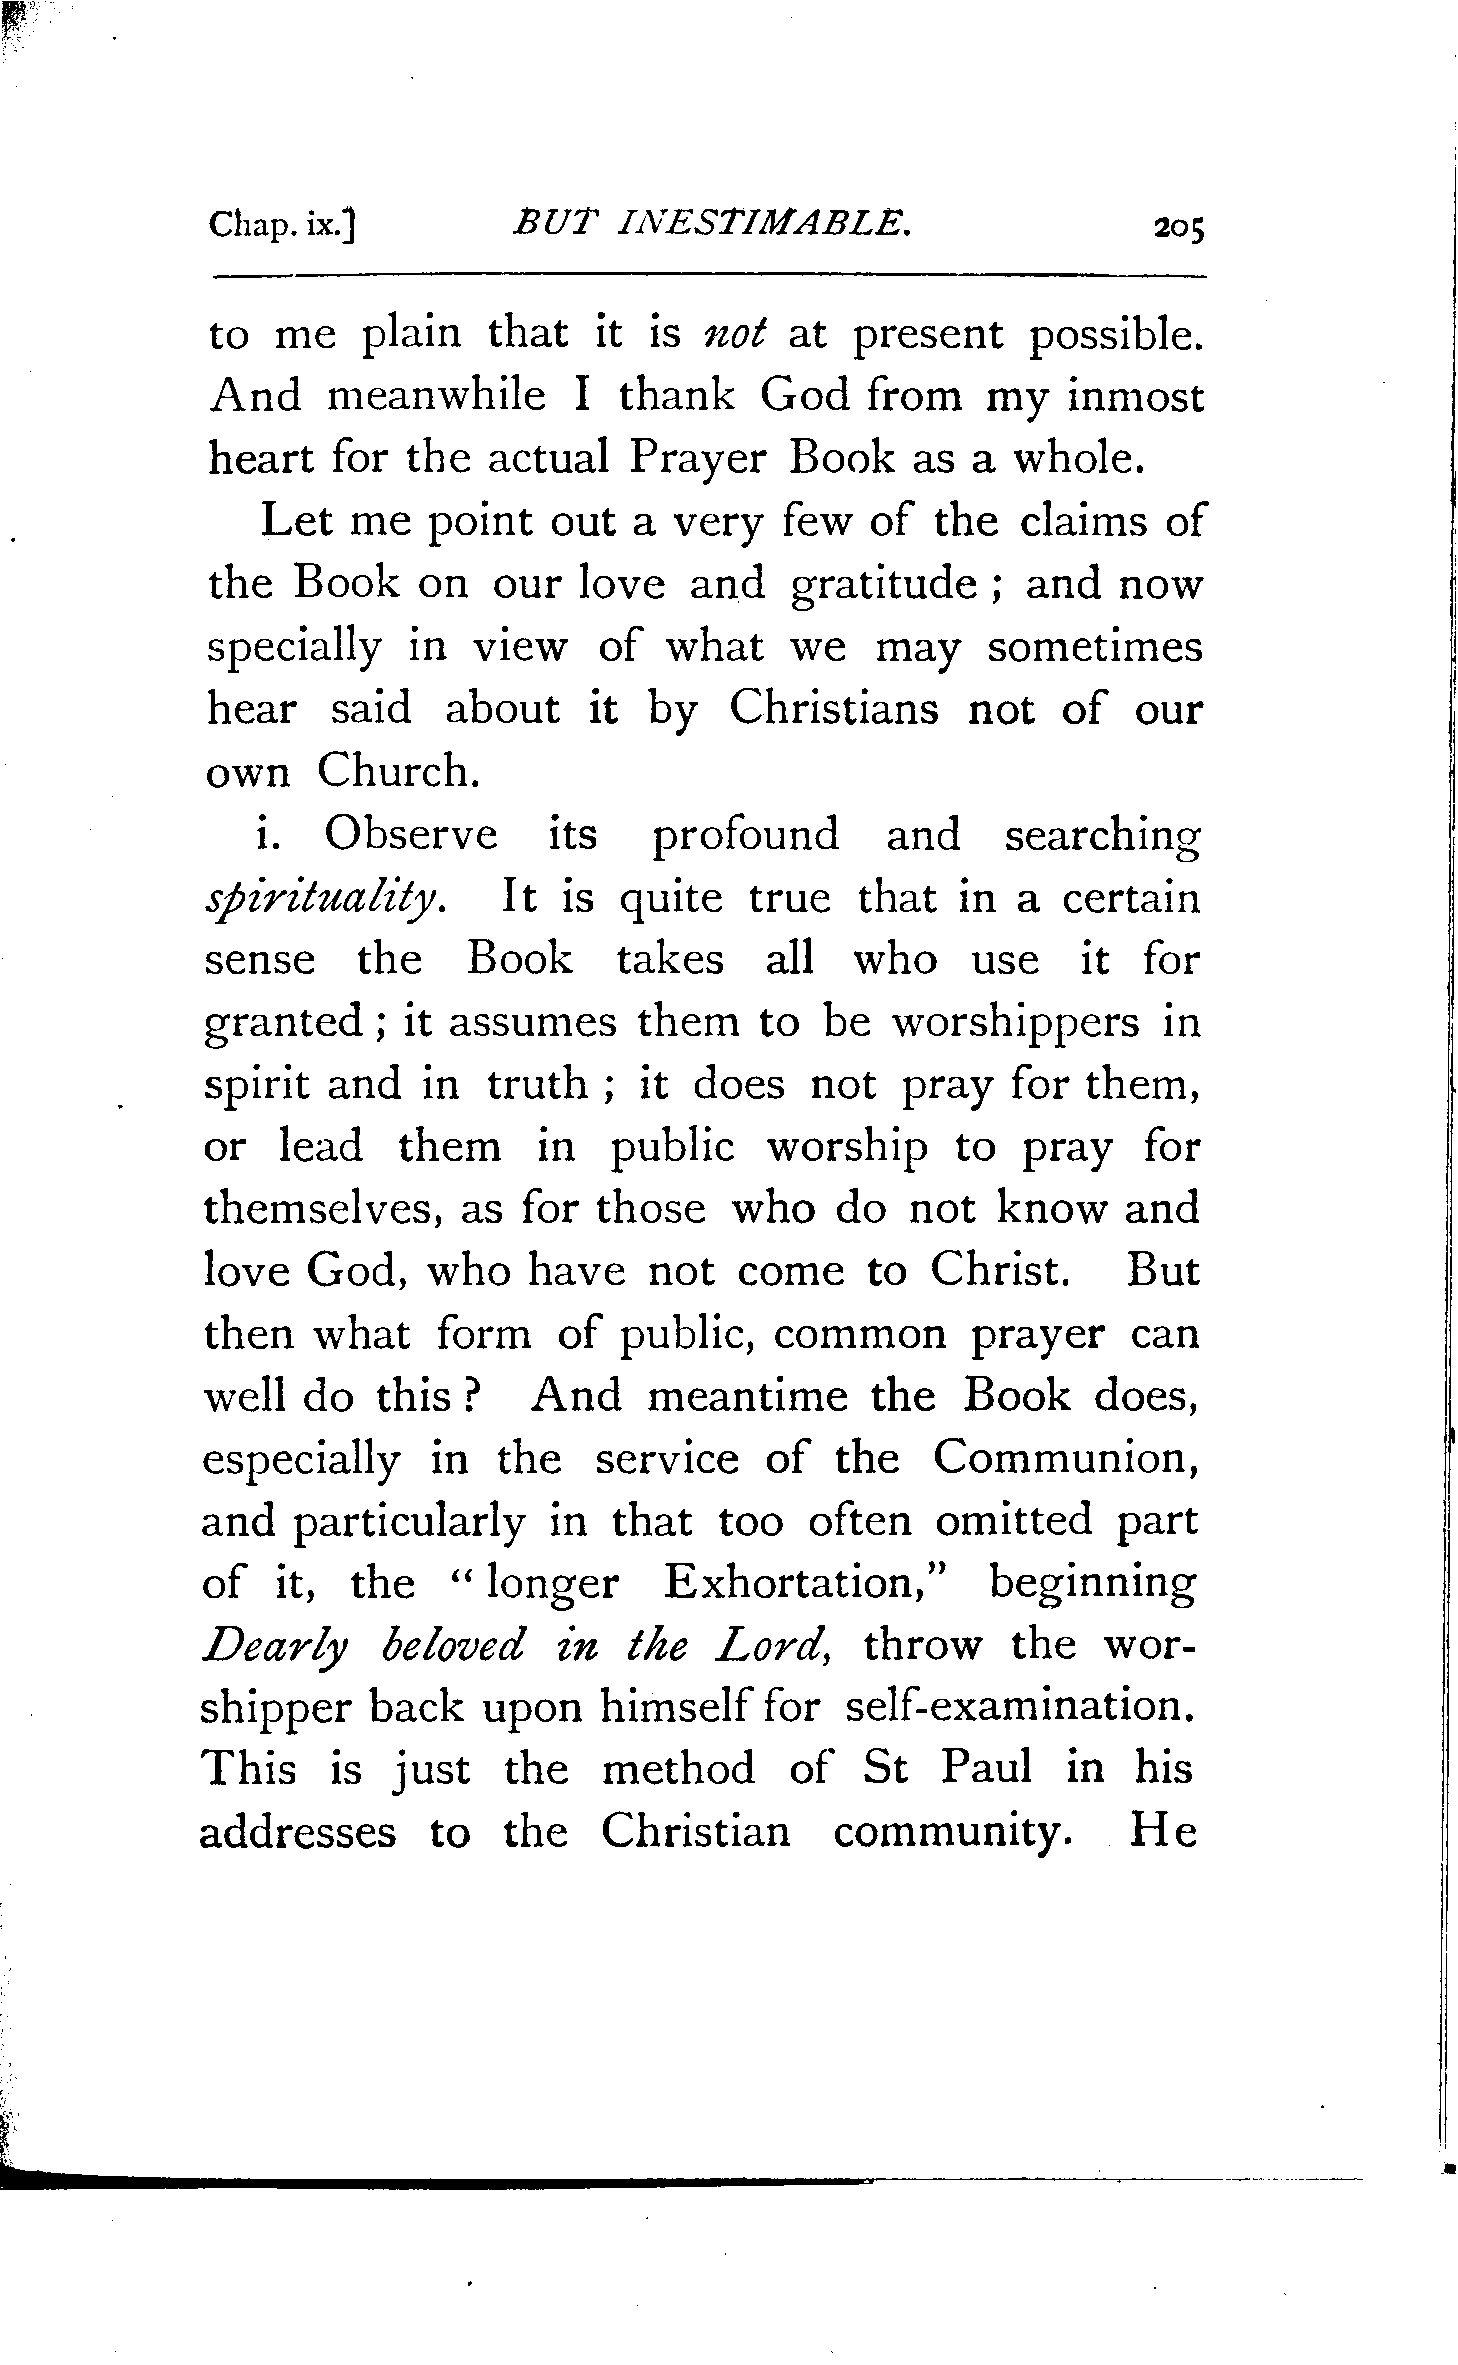 Chap. ix.] BUT INESTIMABLE. 205
to me plain that it is not at present possible.
And meanwhile I thank God from my inmost
heart for the actual Prayer Book as a whole.
Let me point out a very few of the claims of
the Book on our love and gratitude ; and now
specially in view of what we may sometimes
hear said about it by Christians not of our
own Church.
i. Observe its profound and searching
spirituality. It is quite true that in a certain
sense the Book takes all who use it for
granted ; it assumes them to be worshippers in
spirit and in truth ; it does not pray for them,
or lead them in public worship to pray for
themselves, as for those who do not know and
love God, who have not come to Christ. But
then what form of public, common prayer can
well do this ? And meantime the Book does,
especially in the service of the Communion,
and particularly in that too often omitted part
of it, the “ longer Exhortation,” beginning
Dearly beloved in the Lord, throw the wor-
shipper back upon himself for self-examination.
This is just the method of St Paul in his
addresses to the Christian community. He